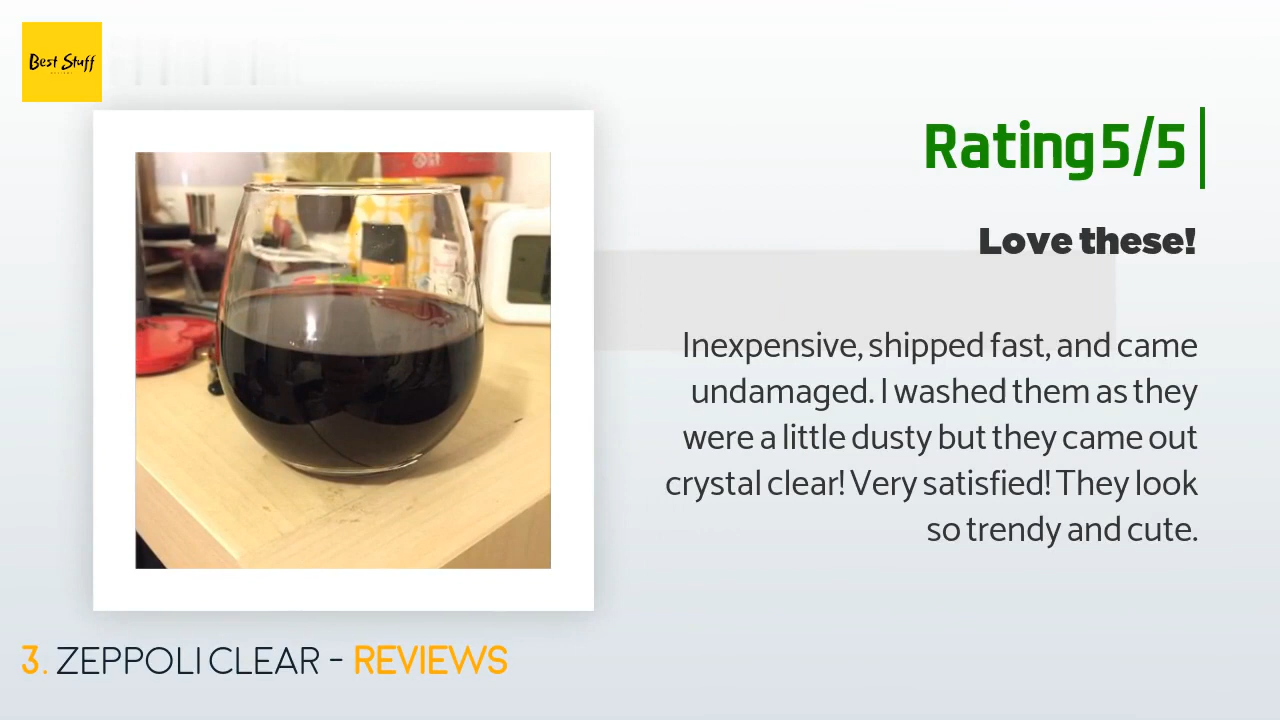 Best Stuff
Rating 5/5
Love these!
Inexpensive, shipped fast, and came
undamaged. I washed them as they
were a little dusty but they came out
crystal clear! Very satisfied! They look
so trendy and cute.
3. ZEPPOLI CLEAR - REVIEWS